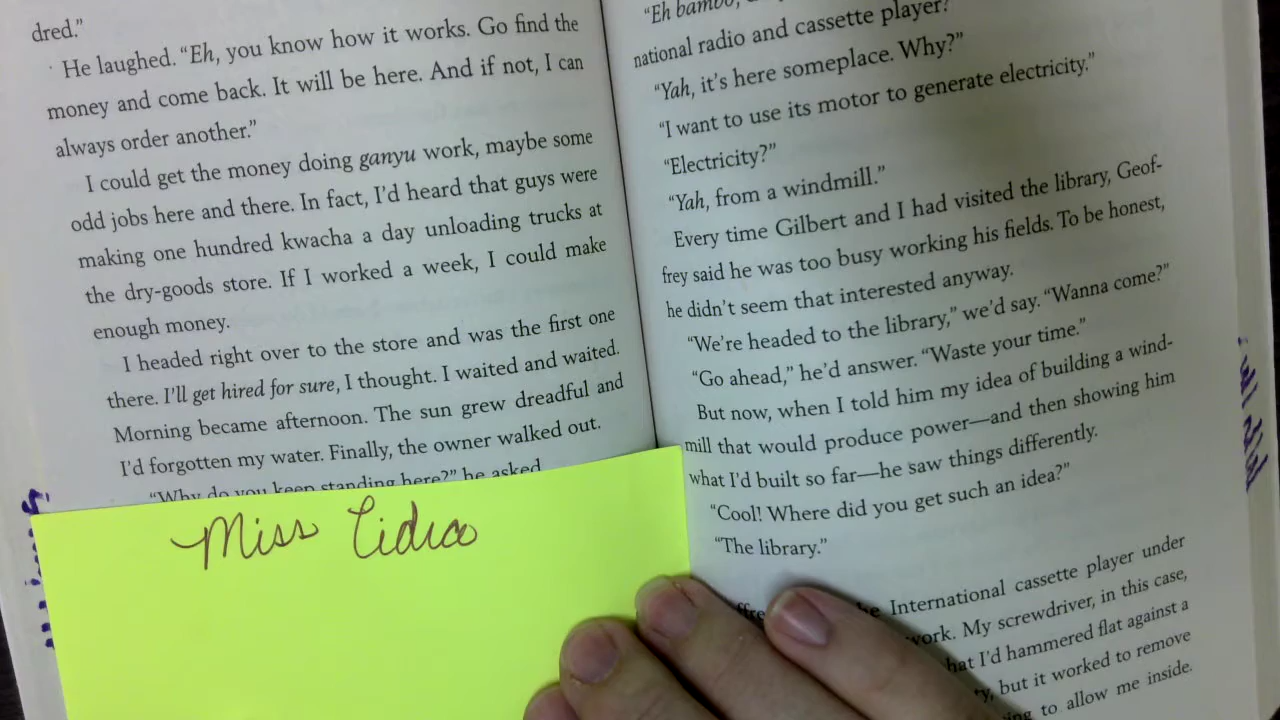 dred.”
He laughed. “Eh, you know how it works. Go find the
money and come back. It will be here. And if not, I can
always order another.”
I could get the money doing ganyu work, maybe some
odd jobs here and there. In fact, I’d heard that guys were
making one hundred kwacha a day unloading trucks at
the dry-goods store. If I worked a week, I could make
enough money.
I headed right over to the store and was the first one
there. I’ll get hired for sure, I thought. I waited and waited.
Morning became afternoon. The sun grew dreadful and
I’d forgotten my water. Finally, the owner walked out.
“Why do you keep standing here?” he asked
Miss
“Eh bambo,
national radio and cassette player?
“Yah, it’s here someplace. Why?”
“I want to use its motor to generate electricity.”
“Electricity?”
“Yah, from a windmill.”
Every time Gilbert and I had visited the library, Geof-
frey said he was too busy working his fields. To be honest,
he didn’t seem that interested anyway.
“We’re headed to the library,” we’d say. “Wanna come?”
“Go ahead,” he’d answer. “Waste your time.”
But now, when I told him my idea of building a wind-
mill that would produce power—and then showing him
what I’d built so far—he saw things differently.
“Cool! Where did you get such an idea?”
“The library.”
International cassette player under
work. My screwdriver, in this case,
hat I’d hammered flat against a
ty, but it worked to remove
ing to allow me inside.